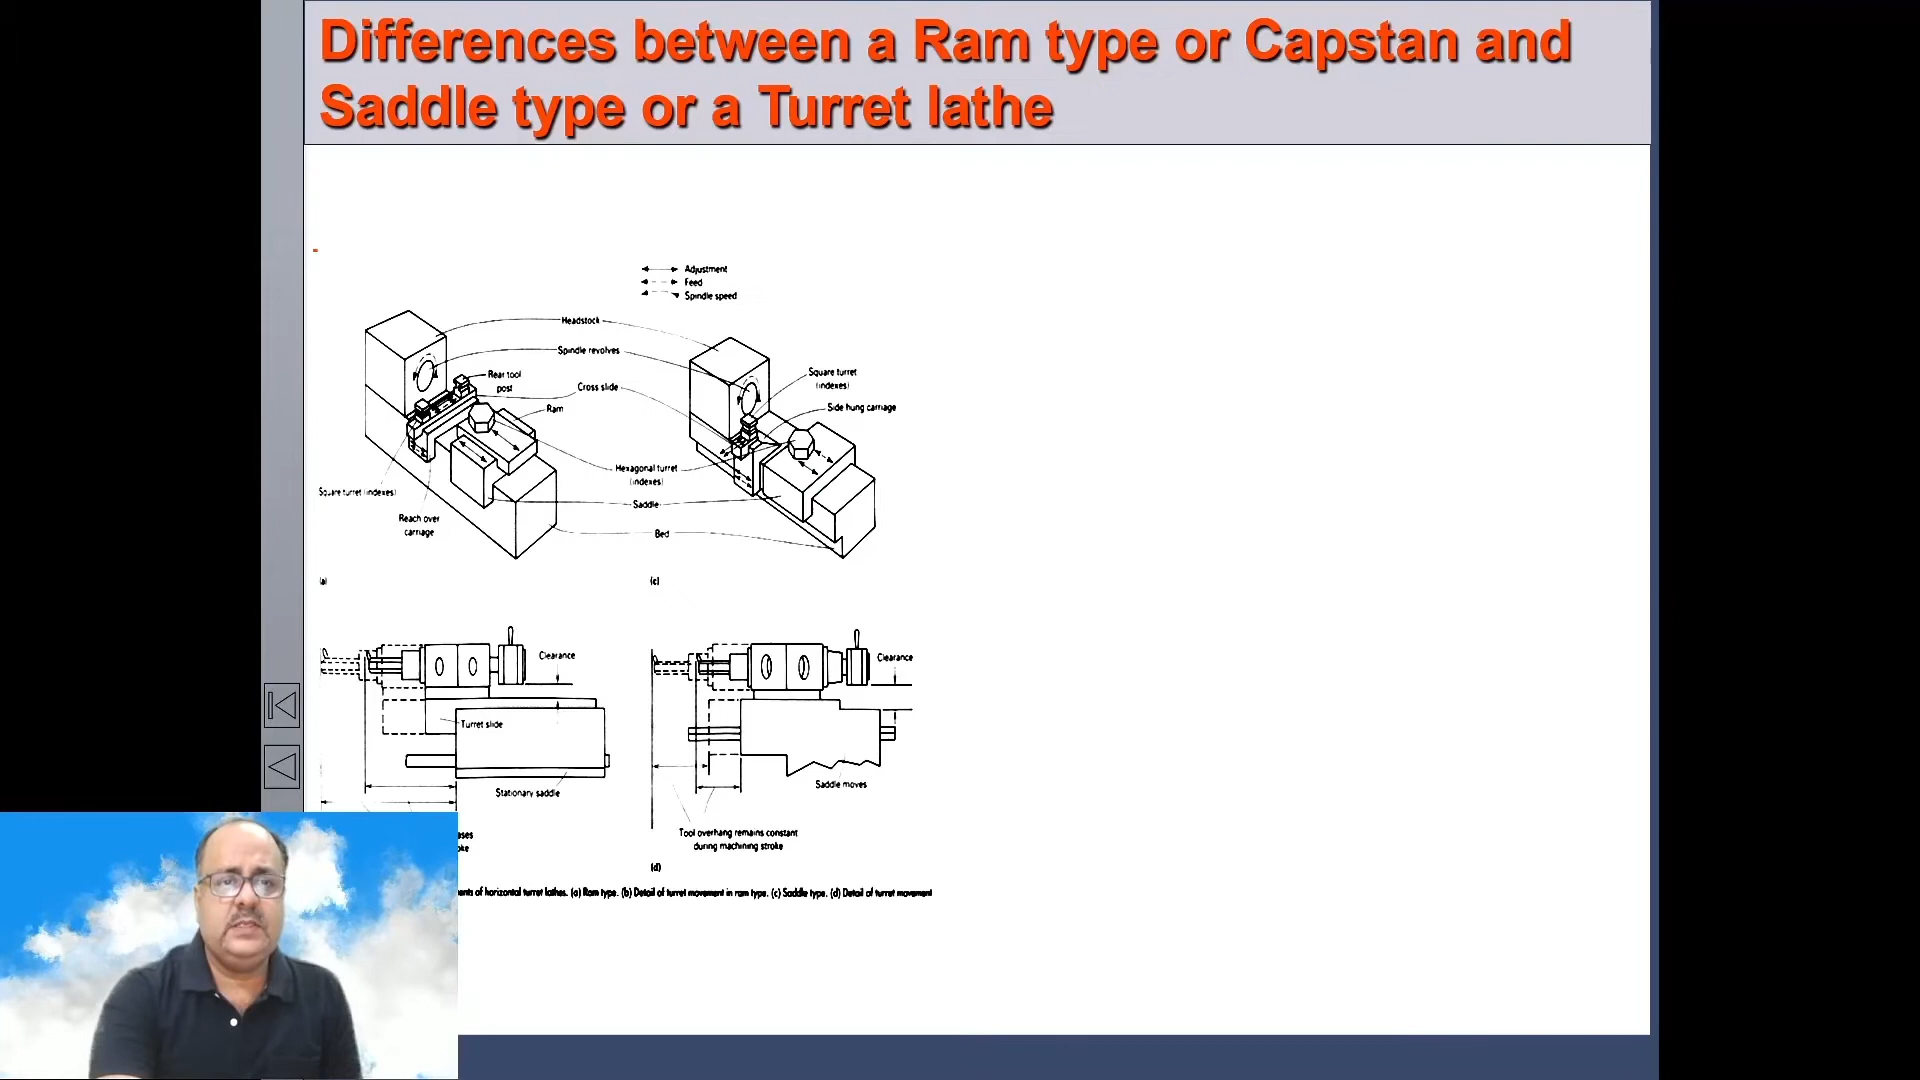 Differences between a Ram type or Capstan and
Saddle type or a Turret lathe
Adjustment
Feed
Spindle speed
Headstock
Spindle revolves
Rear tool
post
Cross slide
Ram
Square turret
(indexes)
Side hung carriage
Hexagonal turret
(indexes)
Square turret (indexes)
Saddle
Reach over
carriage
Bed
(a)
(c)
Clearance
Turret slide
Stationary saddle
Clearance
Saddle moves
Tool overhang remains constant
during machining stroke
(d)
ases
oke
ents of horizontal turret lathes. (a) Ram type. (b) Detail of turret movement in ram type. (c) Saddle type. (d) Detail of turret movement